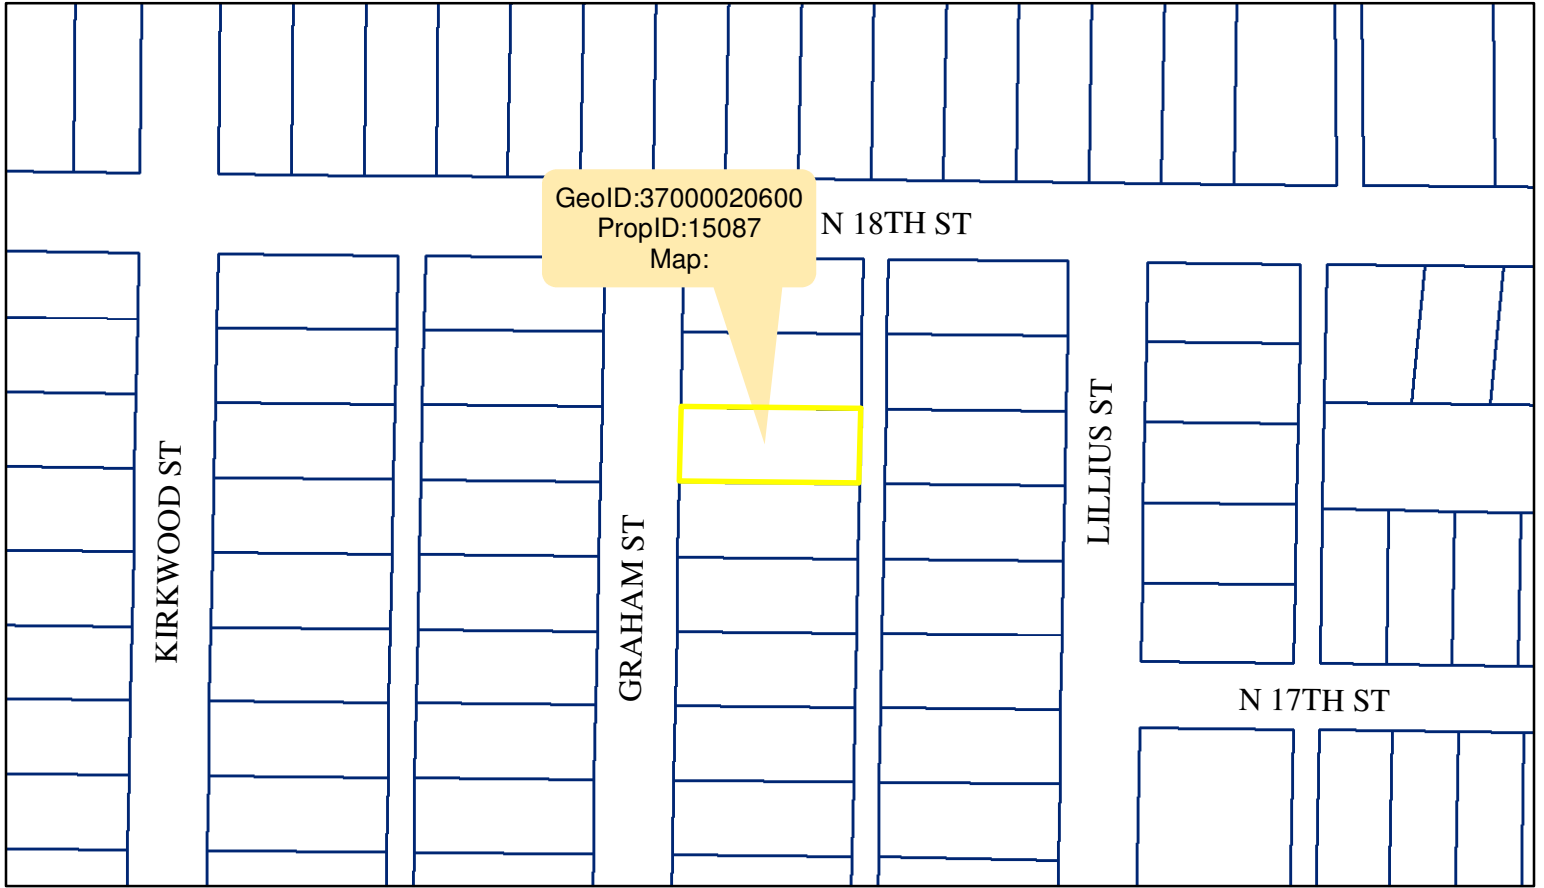 GeoID:37000020600
PropID:15087
Map:
N 18TH ST
KIRKWOOD ST
GRAHAM ST
LILLIUS ST
N 17TH ST